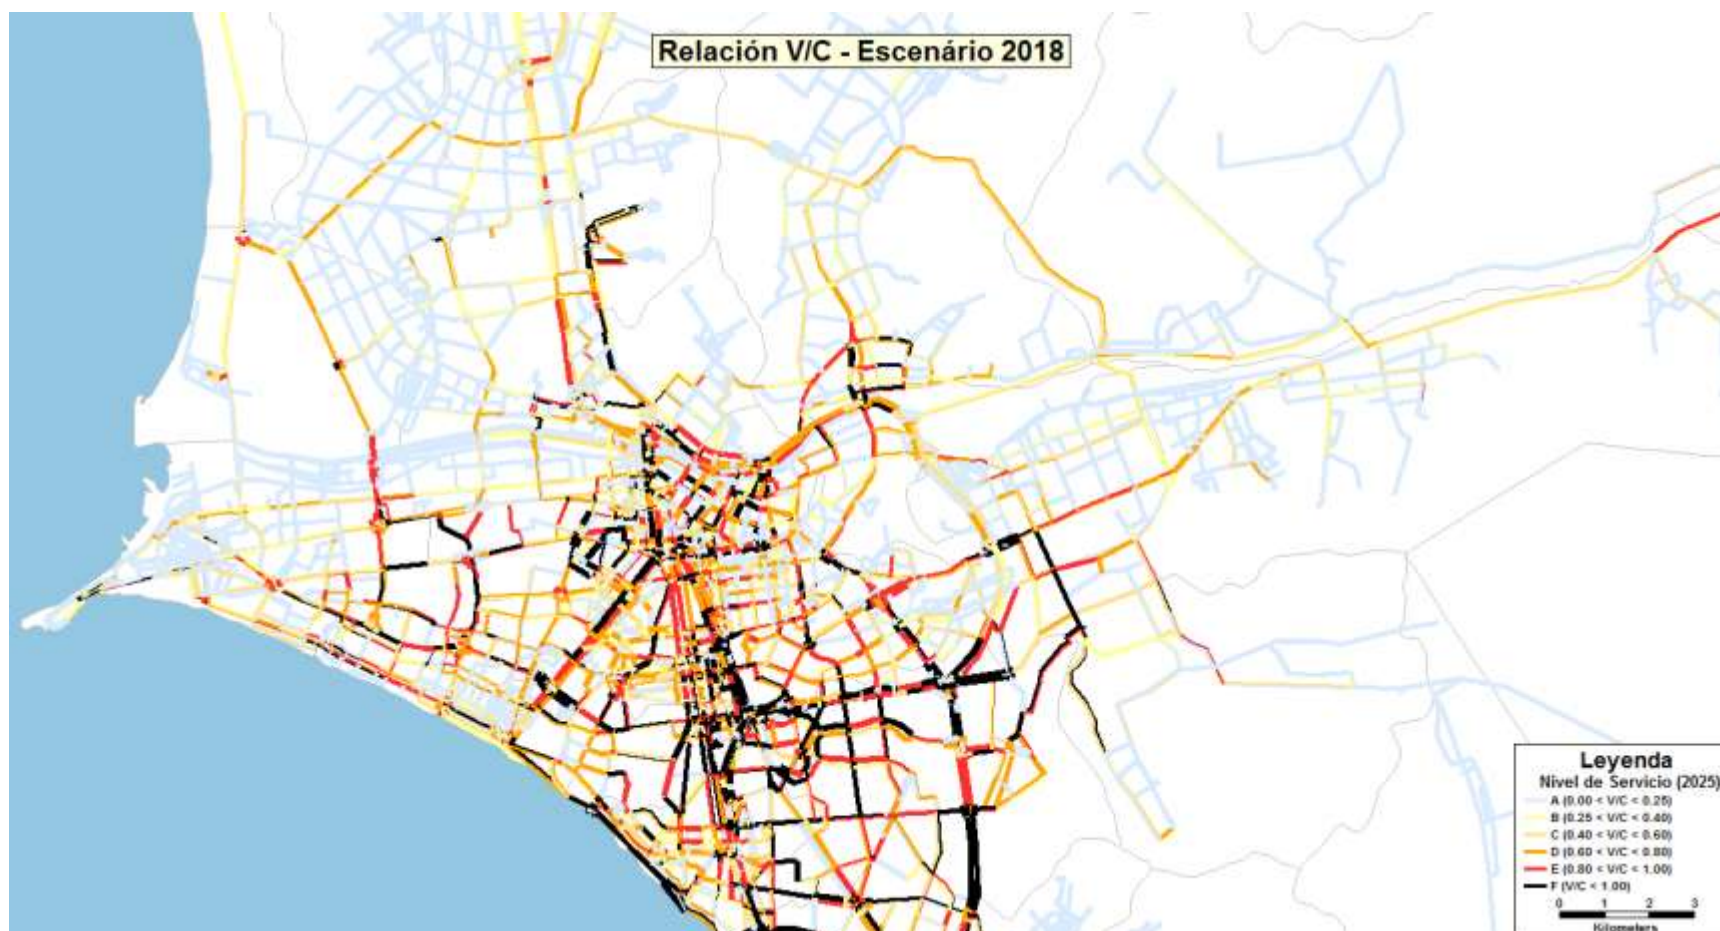 Relación V/C - Escenário 2018
Leyenda
Nivel de Servicio (2025)
A (0.00 < V/C < 0.25)
B (0.25 < V/C < 0.40)
C (0.40 < V/C < 0.60)
D (0.60 < V/C < 0.80)
E (0.80 < V/C < 1.00)
F (V/C < 1.00)
0 1 2 3
Kilometers